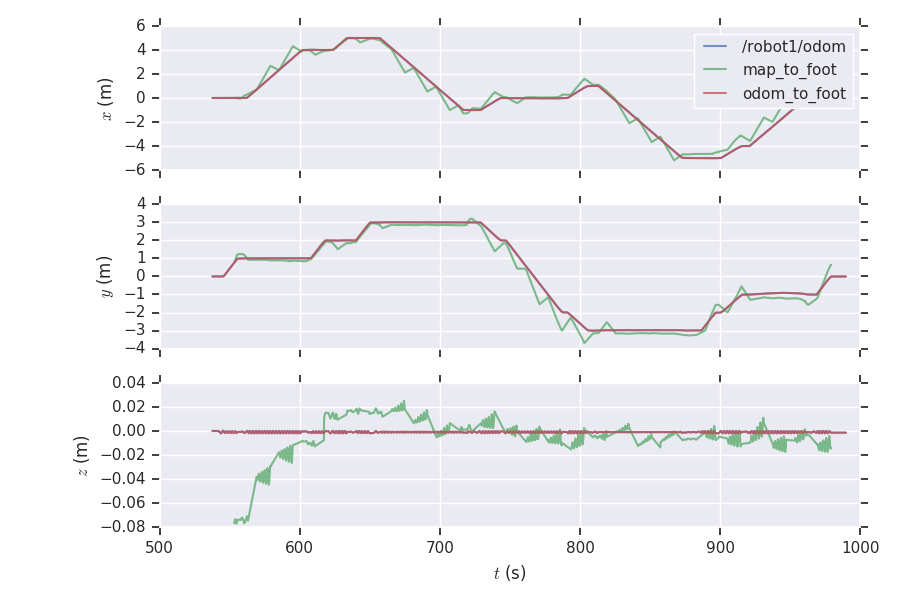 6
4
2
0
−2
−4
−6
x (m)
/robot1/odom
map_to_foot
odom_to_foot
4
3
2
1
0
−1
−2
−3
−4
y (m)
0.04
0.02
0.00
−0.02
−0.04
−0.06
−0.08
z (m)
500 600 700 800 900 1000
t (s)